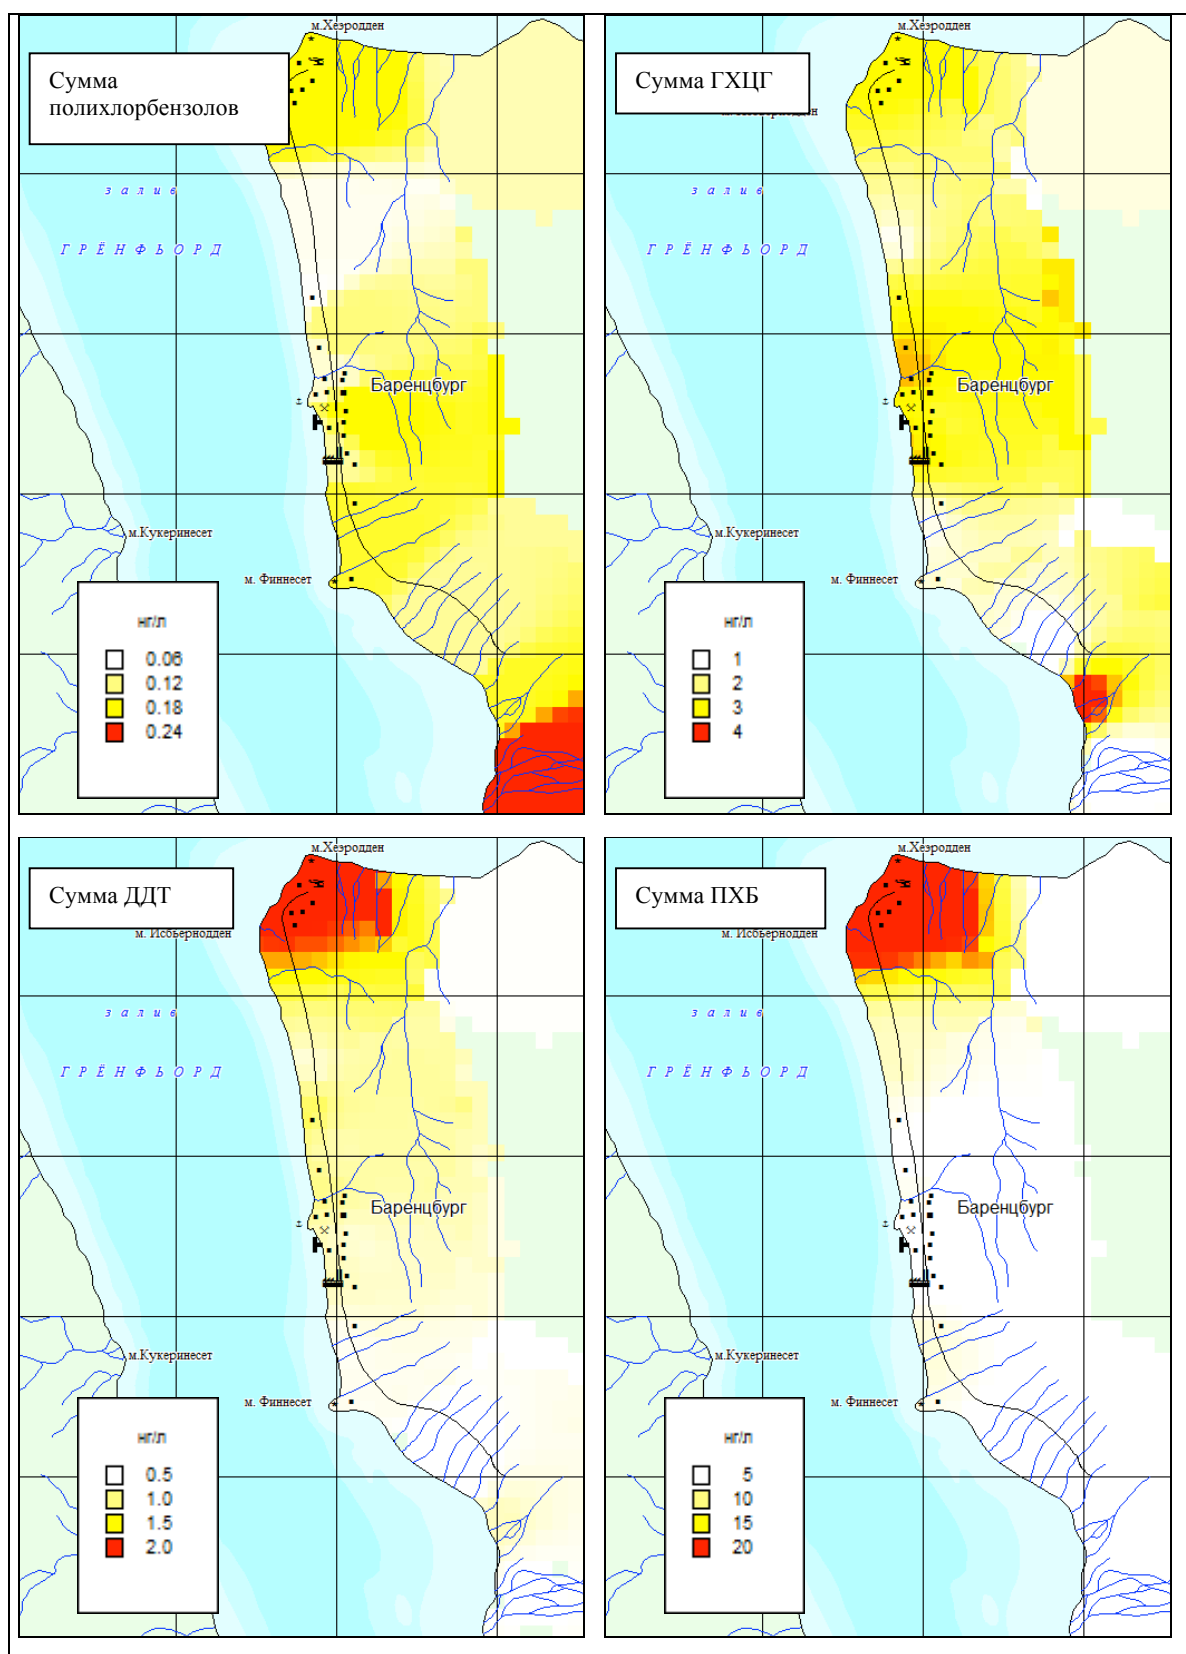 м.Хеэродден
Сумма
полихлорбензолов
з а л и в
Г Р Ё Н Ф Ь О Р Д
Баренцбург
м.Кукеринесет
м. Финнесет
нг/л
0.06
0.12
0.18
0.24
м.Хеэродден
Сумма ГХЦГ
з а л и в
Г Р Ё Н Ф Ь О Р Д
Баренцбург
м.Кукеринесет
м. Финнесет
нг/л
1
2
3
4
м.Хеэродден
Сумма ДДТ
м. Исбьернодден
з а л и в
Г Р Ё Н Ф Ь О Р Д
Баренцбург
м.Кукеринесет
м. Финнесет
нг/л
0.5
1.0
1.5
2.0
м.Хеэродден
Сумма ПХБ
м. Исбьернодден
з а л и в
Г Р Ё Н Ф Ь О Р Д
Баренцбург
м.Кукеринесет
м. Финнесет
нг/л
5
10
15
20